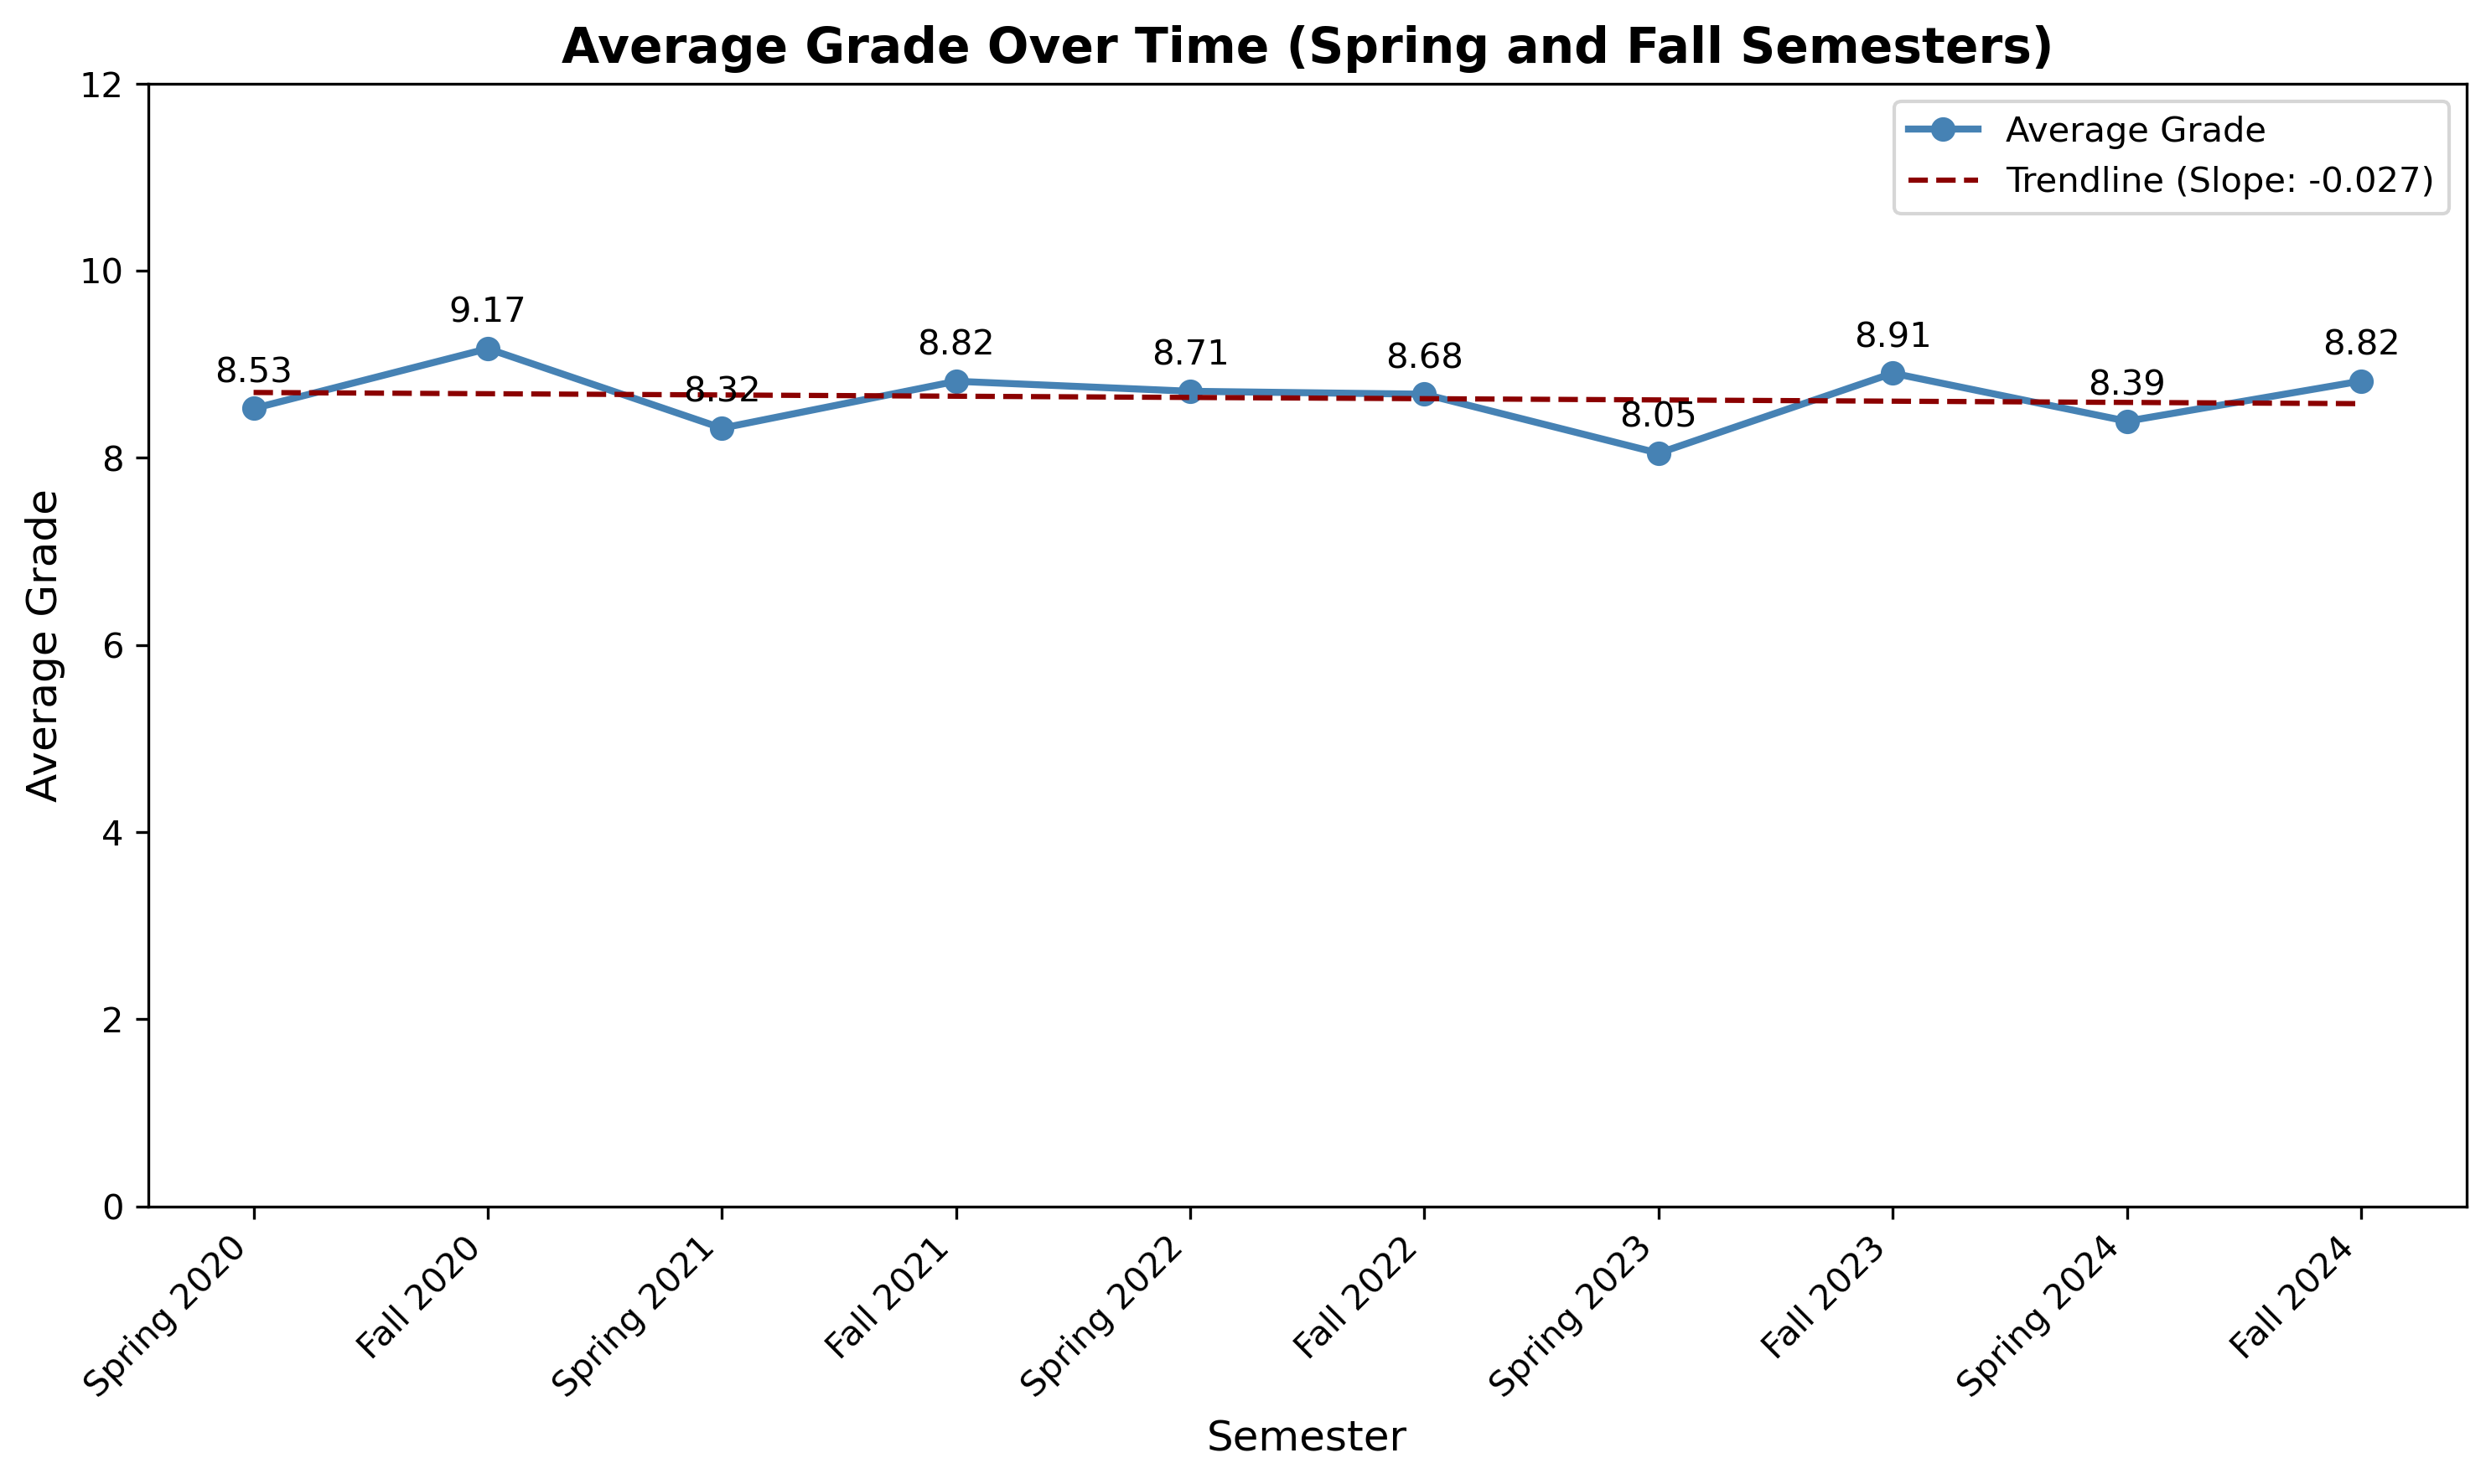 Average Grade Over Time (Spring and Fall Semesters)
Average Grade
Trendline (Slope: -0.027)
12
10
8
6
4
2
0
Average Grade
8.53
9.17
8.32
8.82
8.71
8.68
8.05
8.91
8.39
8.82
Spring 2020
Fall 2020
Spring 2021
Fall 2021
Spring 2022
Fall 2022
Spring 2023
Fall 2023
Spring 2024
Fall 2024
Semester